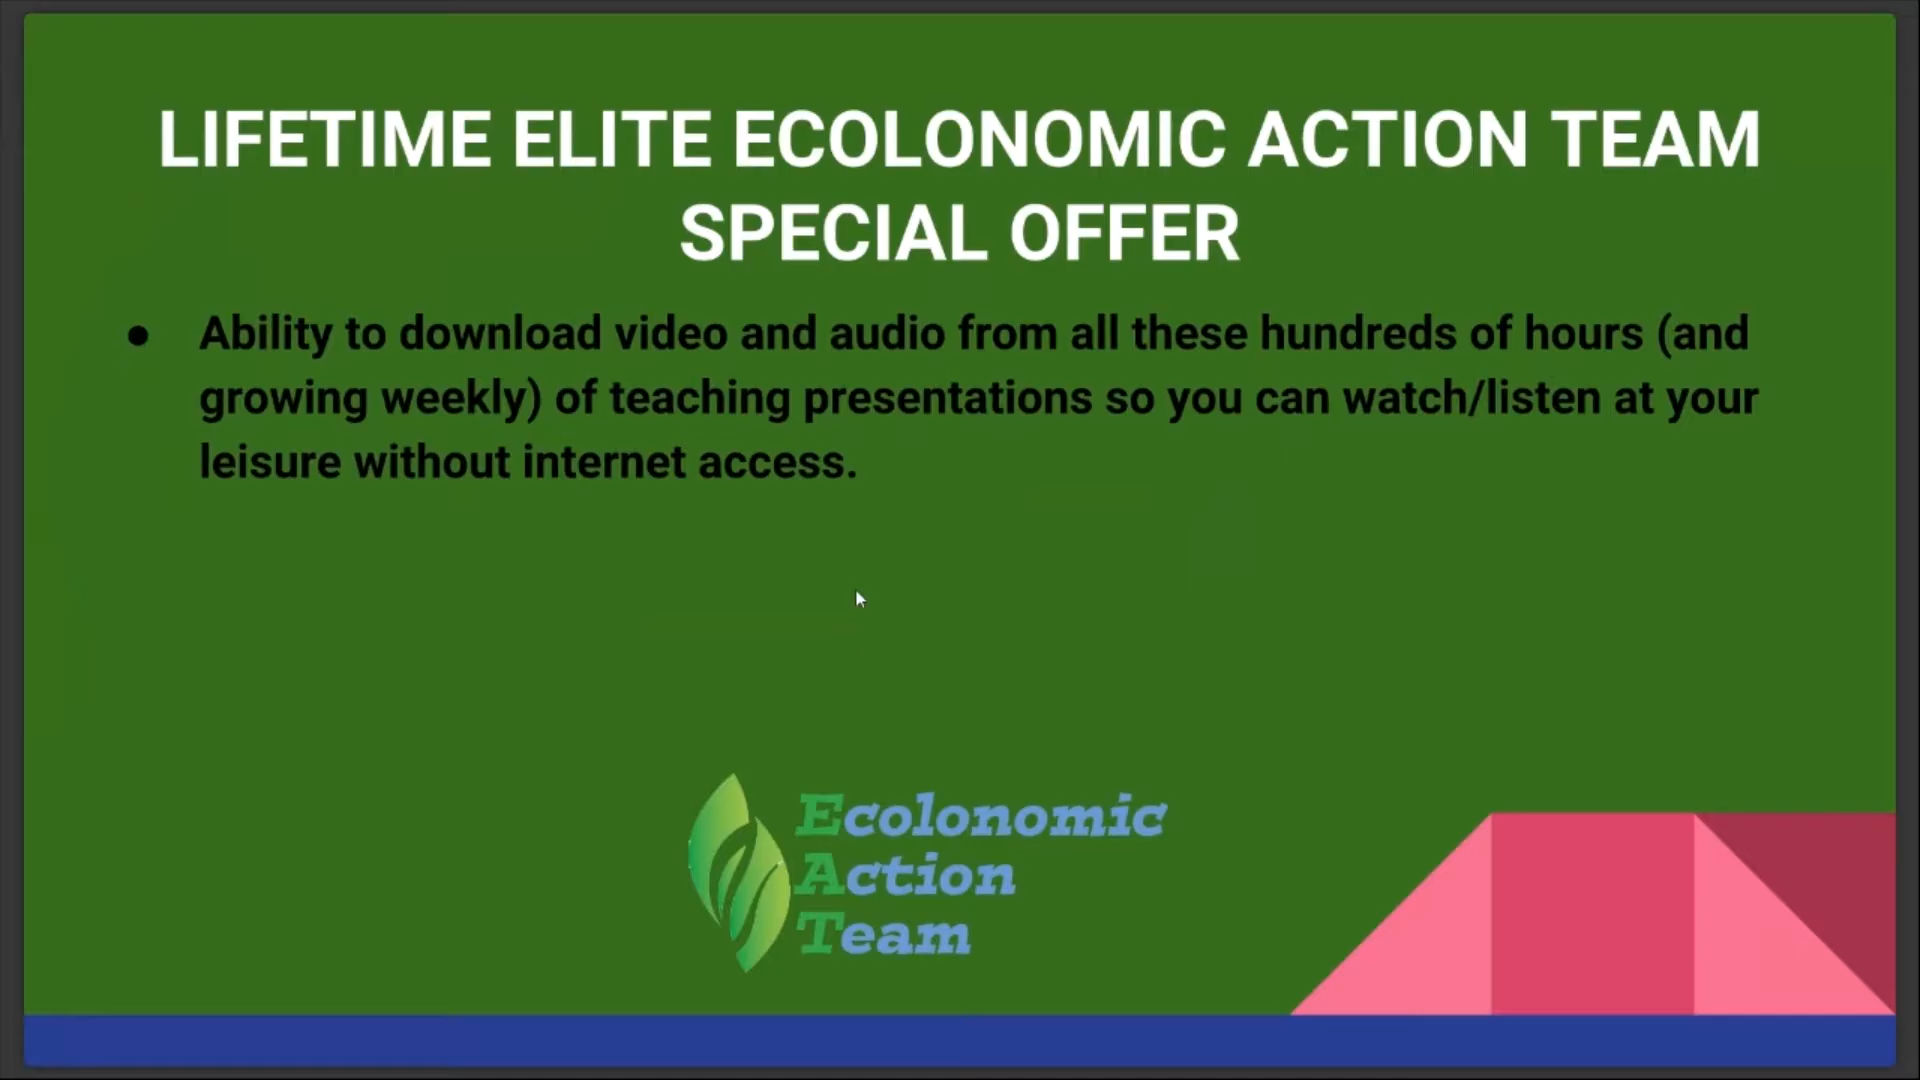 LIFETIME ELITE ECOLONOMIC ACTION TEAM
SPECIAL OFFER
● Ability to download video and audio from all these hundreds of hours (and
growing weekly) of teaching presentations so you can watch/listen at your
leisure without internet access.
Ecolonomic
Action
Team